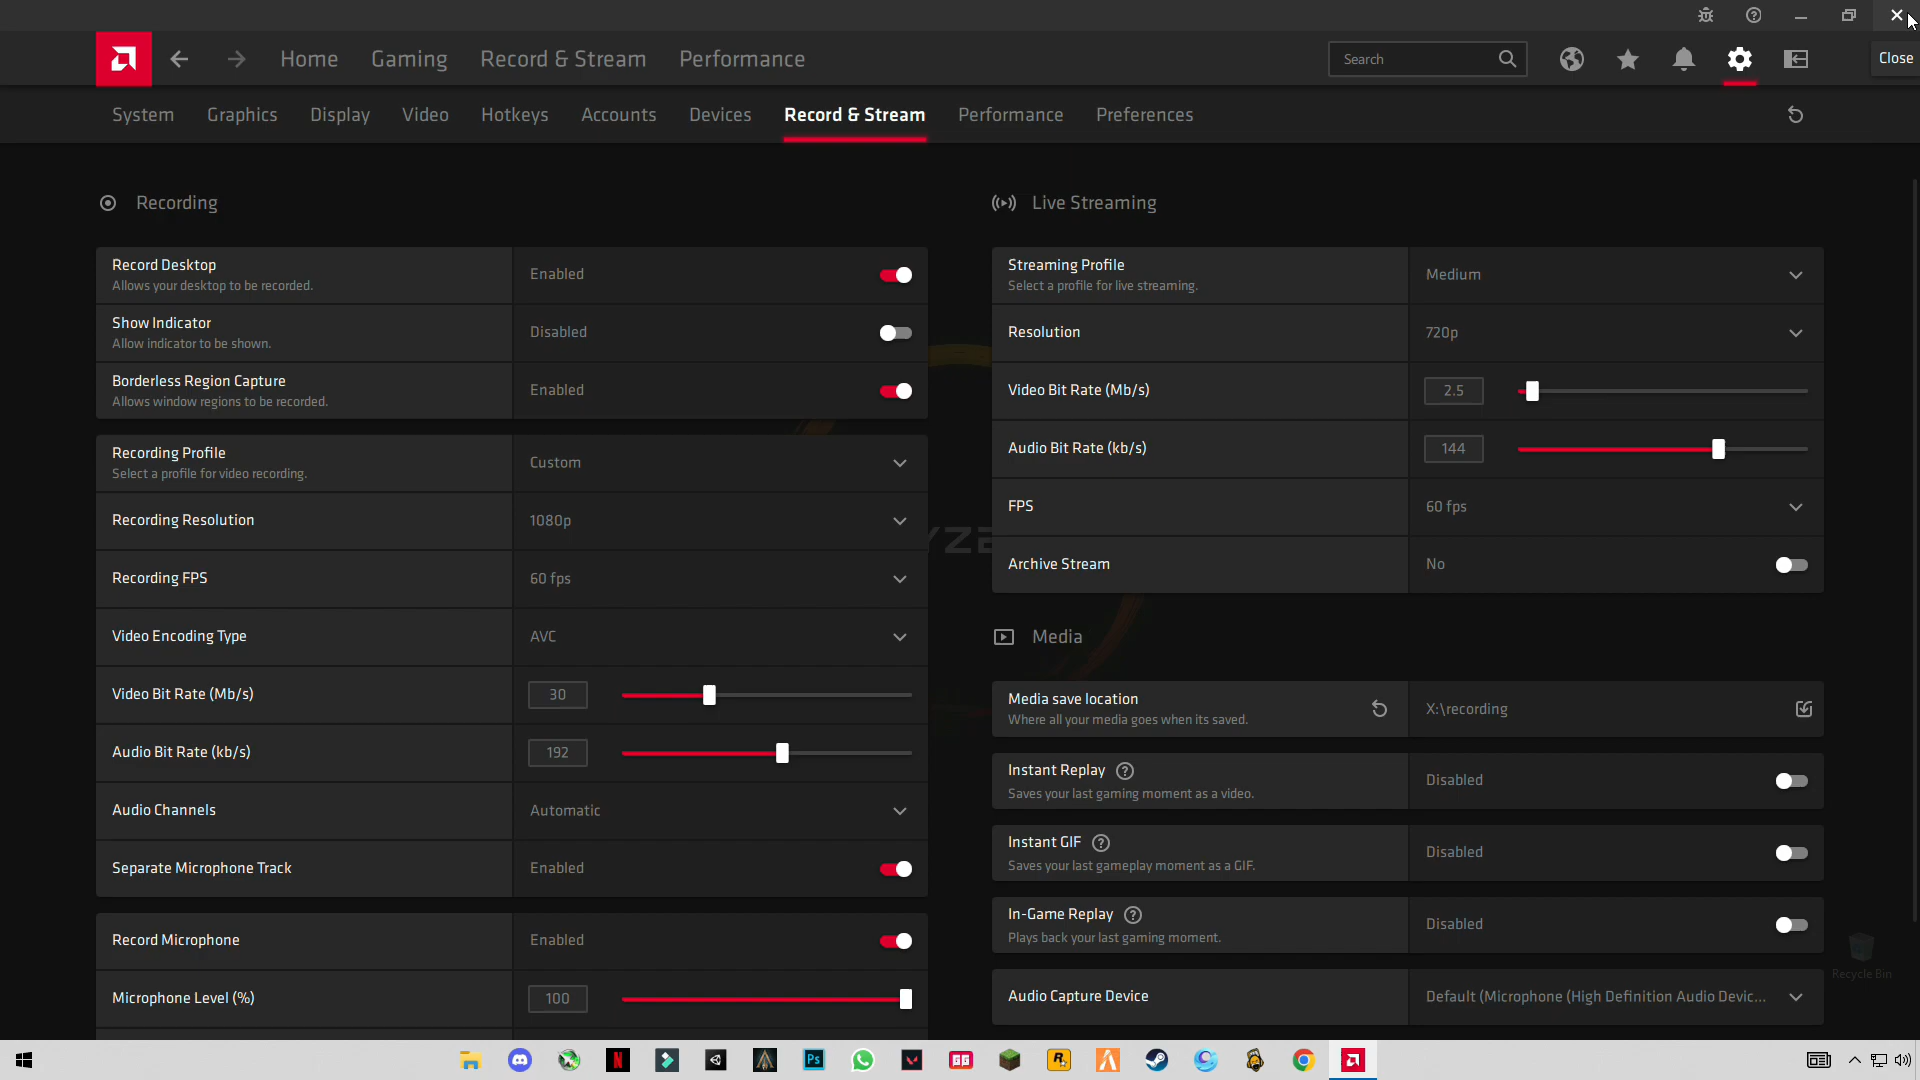 Home
Gaming
Record & Stream
Performance
Search
Close
System
Graphics
Display
Video
Hotkeys
Accounts
Devices
Record & Stream
Performance
Preferences
Recording
Record Desktop
Allows your desktop to be recorded.
Enabled
Show Indicator
Allow indicator to be shown.
Disabled
Borderless Region Capture
Allows window regions to be recorded.
Enabled
Recording Profile
Select a profile for video recording.
Custom
Recording Resolution
1080p
Recording FPS
60 fps
Video Encoding Type
AVC
Video Bit Rate (Mb/s)
30
Audio Bit Rate (kb/s)
192
Audio Channels
Automatic
Separate Microphone Track
Enabled
Record Microphone
Enabled
Microphone Level (%)
100
Live Streaming
Streaming Profile
Select a profile for live streaming.
Medium
Resolution
720p
Video Bit Rate (Mb/s)
2.5
Audio Bit Rate (kb/s)
144
FPS
60 fps
Archive Stream
No
Media
Media save location
Where all your media goes when its saved.
X:\recording
Instant Replay
Saves your last gaming moment as a video.
Disabled
Instant GIF
Saves your last gameplay moment as a GIF.
Disabled
In-Game Replay
Plays back your last gaming moment.
Disabled
Audio Capture Device
Default (Microphone (High Definition Audio Devic...
Recycle Bin
N
Ps
GG
R